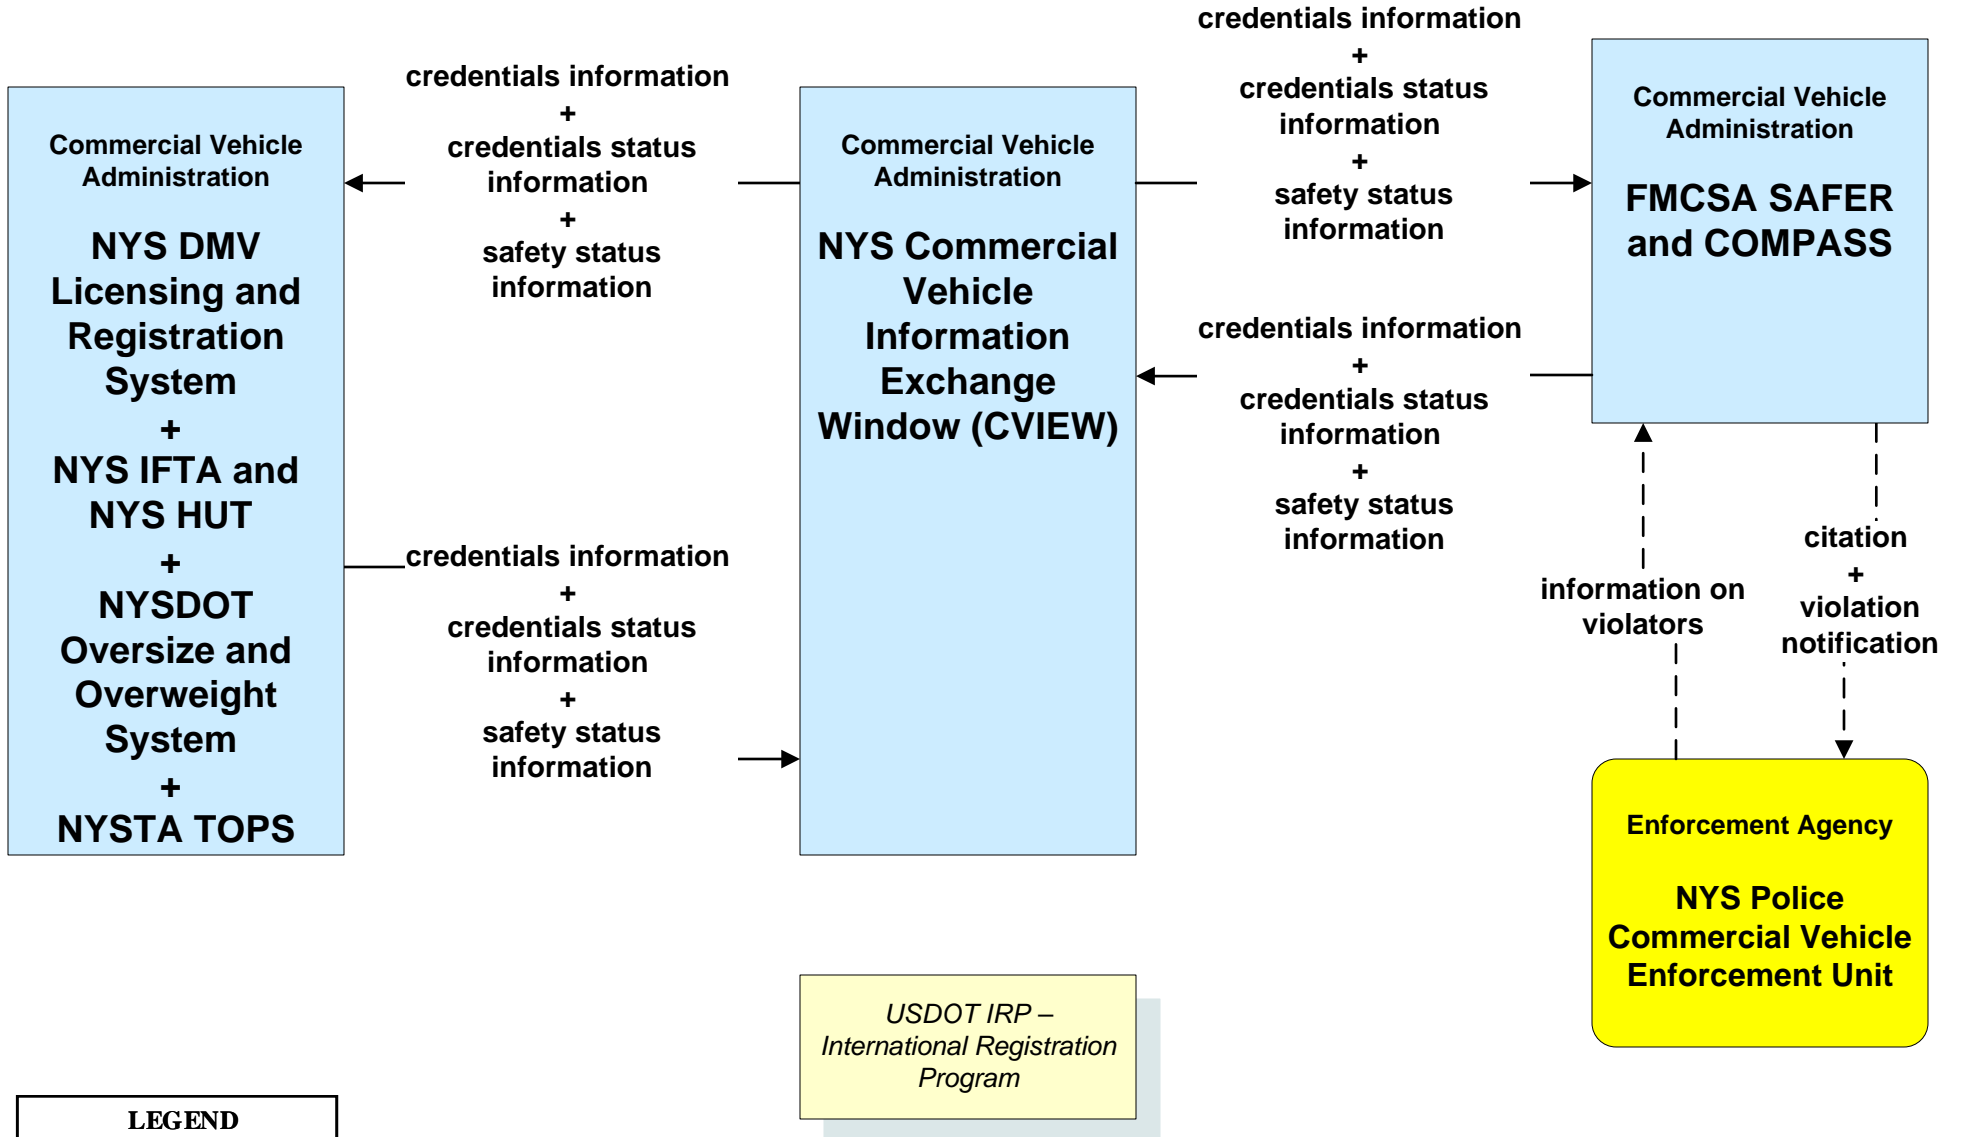 Commercial Vehicle
Administration
NYS DMV
Licensing and
Registration
System
+
NYS IFTA and
NYS HUT
+
NYSDOT
Oversize and
Overweight
System
+
NYSTA TOPS
credentials information
+
credentials status
information
+
safety status
information
credentials information
+
credentials status
information
+
safety status
information
Commercial Vehicle
Administration
NYS Commercial
Vehicle
Information
Exchange
Window (CVIEW)
credentials information
+
credentials status
information
+
safety status
information
credentials information
+
credentials status
information
+
safety status
information
Commercial Vehicle
Administration
FMCSA SAFER
and COMPASS
information on
violators
citation
+
violation
notification
Enforcement Agency
NYS Police
Commercial Vehicle
Enforcement Unit
USDOT IRP –
International Registration
Program
LEGEND